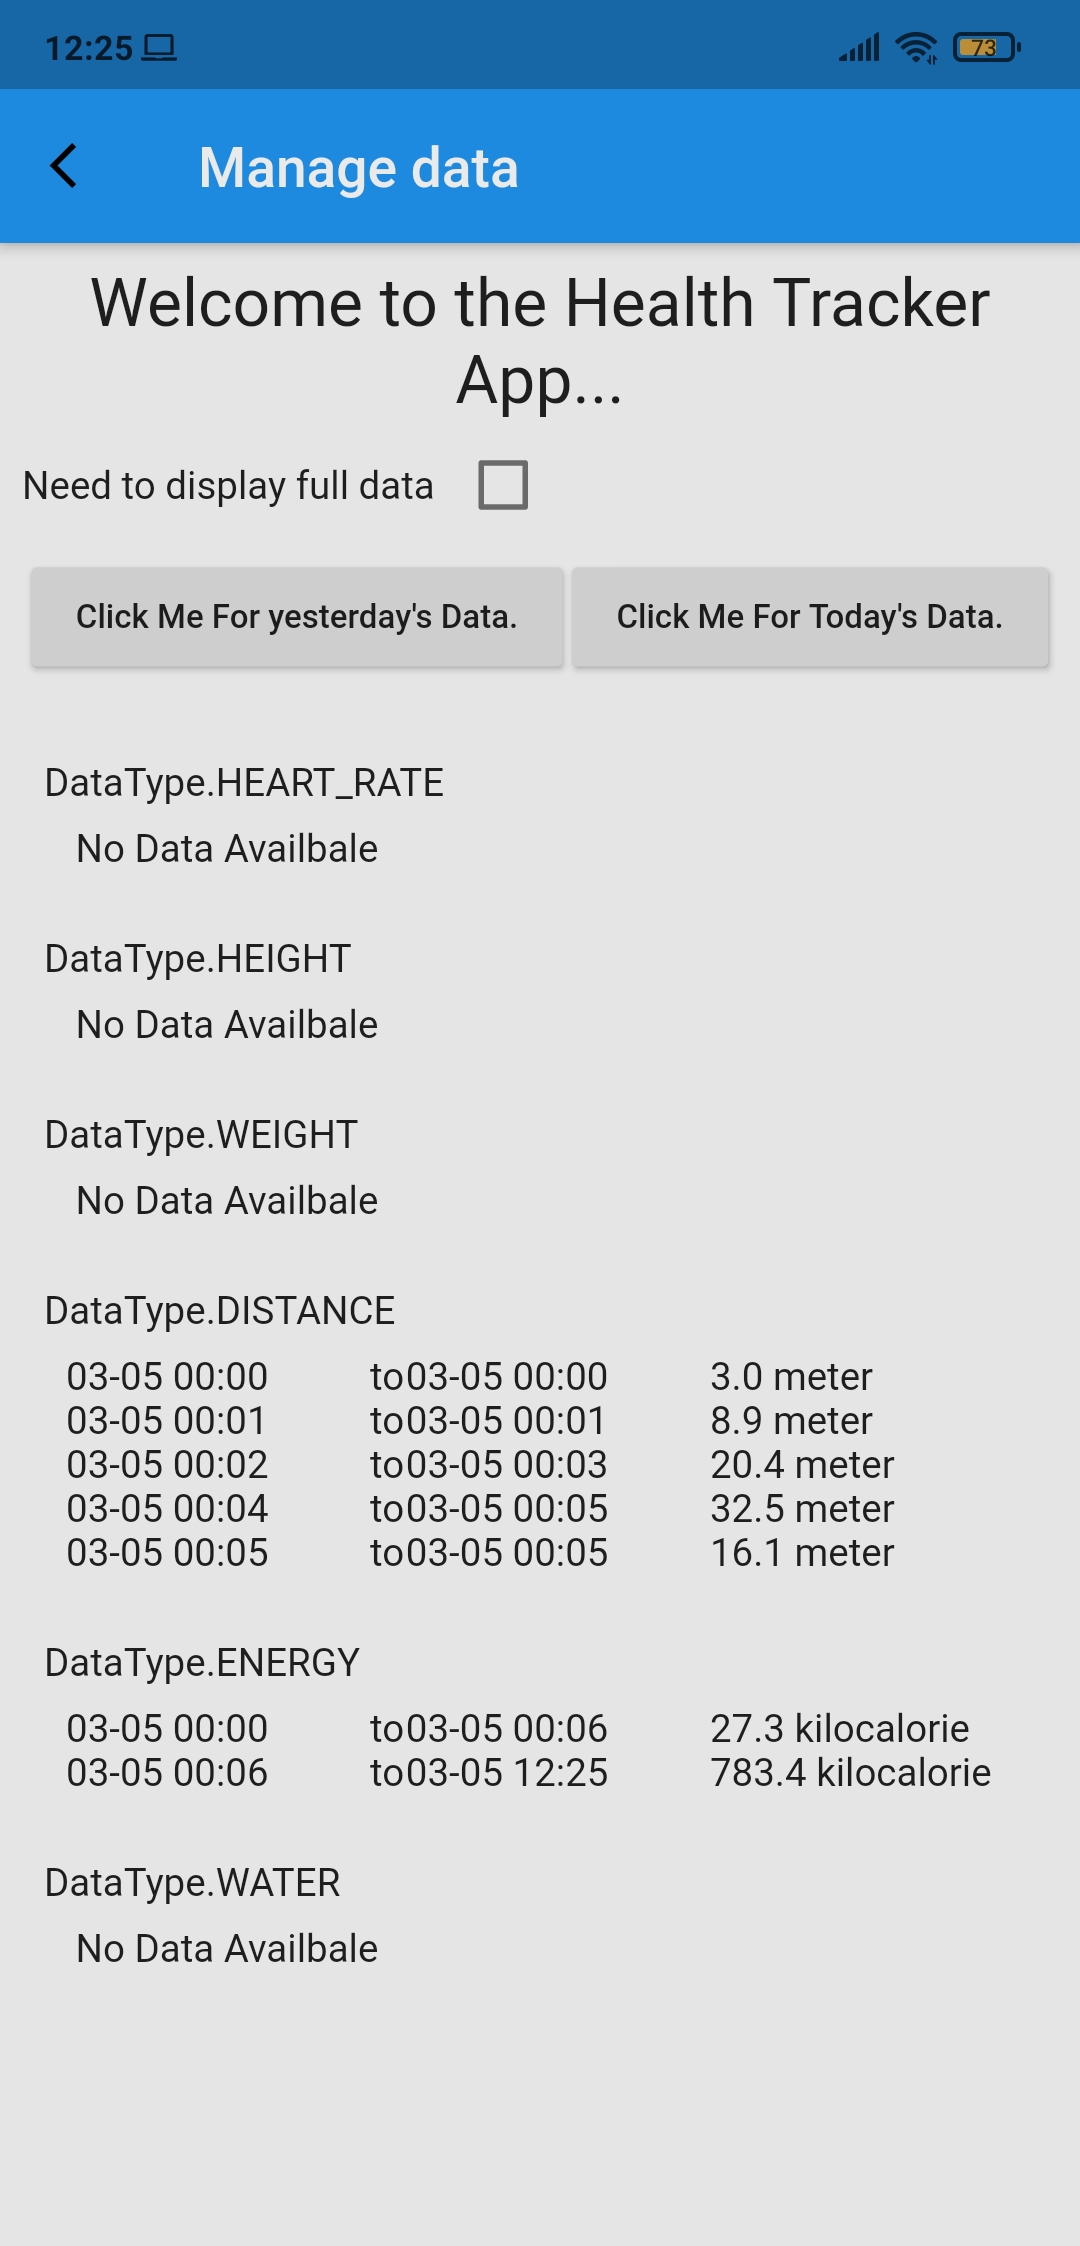 12:25
73
Manage data
Welcome to the Health Tracker
App...
Need to display full data
Click Me For yesterday's Data. Click Me For Today's Data.
DataType.HEART_RATE
No Data Availbale
DataType.HEIGHT
No Data Availbale
DataType.WEIGHT
No Data Availbale
DataType.DISTANCE
03-05 00:00 to03-05 00:00 3.0 meter
03-05 00:01 to03-05 00:01 8.9 meter
03-05 00:02 to03-05 00:03 20.4 meter
03-05 00:04 to03-05 00:05 32.5 meter
03-05 00:05 to03-05 00:05 16.1 meter
DataType.ENERGY
03-05 00:00 to03-05 00:06 27.3 kilocalorie
03-05 00:06 to03-05 12:25 783.4 kilocalorie
DataType.WATER
No Data Availbale